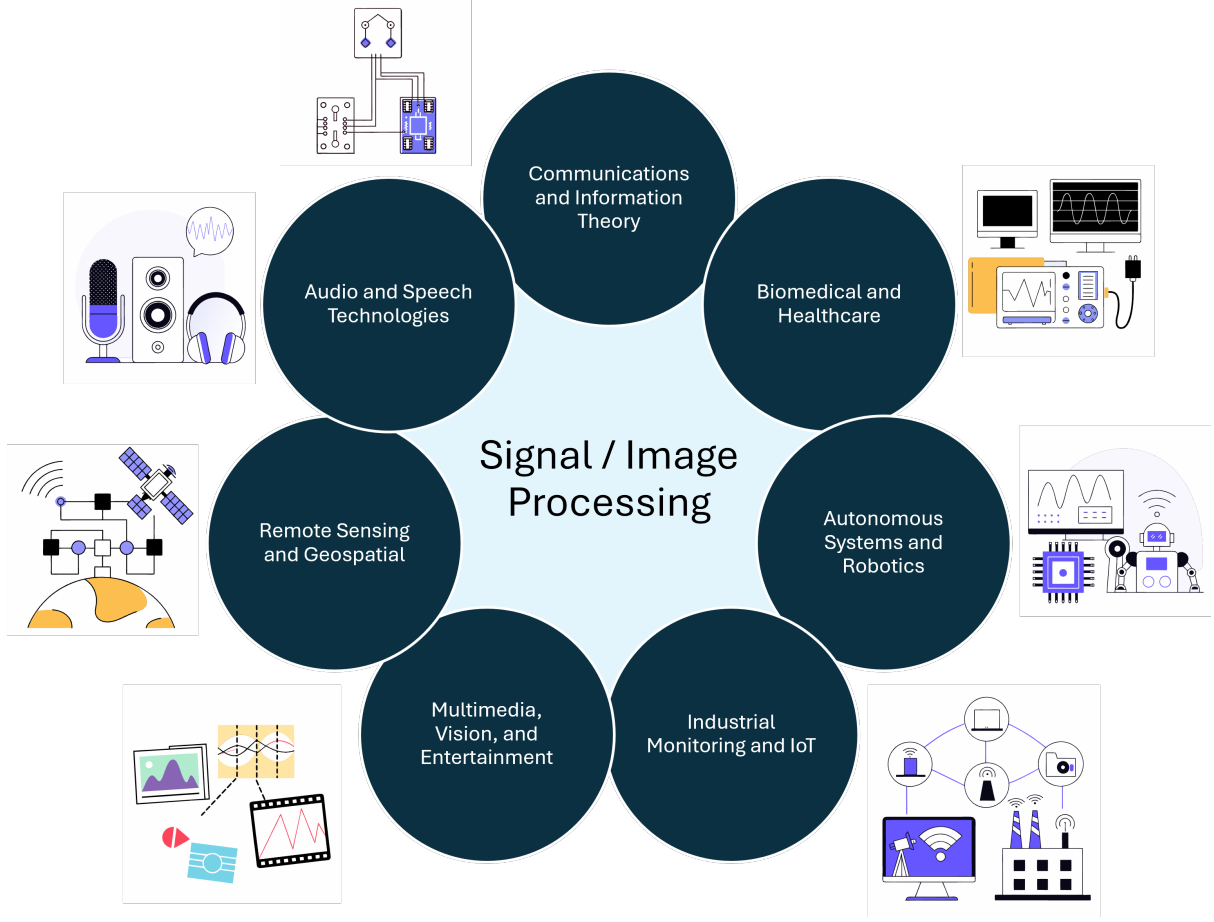 Communications
and Information
Theory
Audio and Speech
Technologies
Biomedical and
Healthcare
Signal / Image
Processing
Remote Sensing
and Geospatial
Autonomous
Systems and
Robotics
Multimedia,
Vision, and
Entertainment
Industrial
Monitoring and IoT